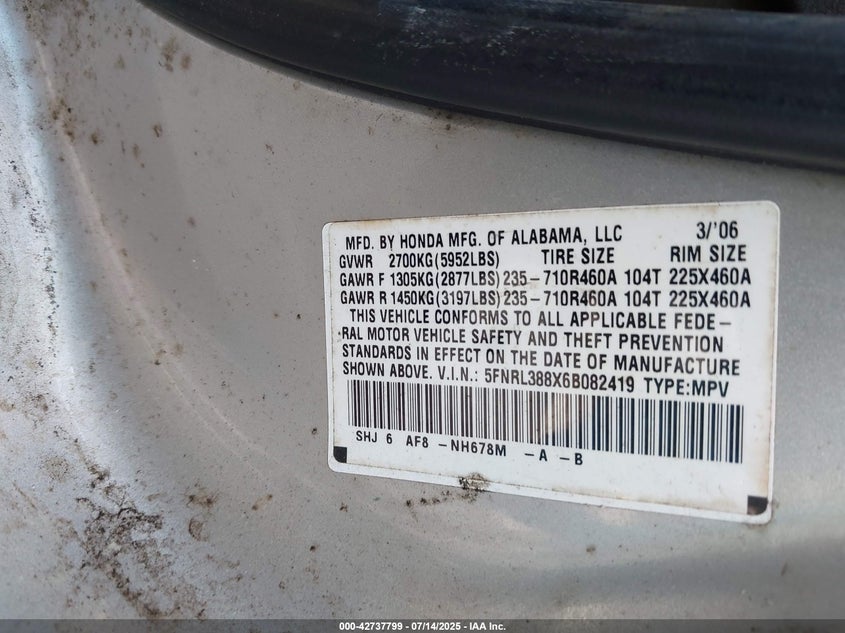 MFD. BY HONDA MFG. OF ALABAMA, LLC 3/'06
GVWR 2700KG(5952LBS) TIRE SIZE RIM SIZE
GAWR F 1305KG(2877LBS) 235-710R460A 104T 225X460A
GAWR R 1450KG(3197LBS) 235-710R460A 104T 225X460A
THIS VEHICLE CONFORMS TO ALL APPLICABLE FEDE-
RAL MOTOR VEHICLE SAFETY AND THEFT PREVENTION
STANDARDS IN EFFECT ON THE DATE OF MANUFACTURE
SHOWN ABOVE. V.I.N.: 5FNRL388X6B082419 TYPE:MPV
SHJ 6 AF8 -NH678M -A -B
000-42737799 - 07/14/2025 - IAA Inc.